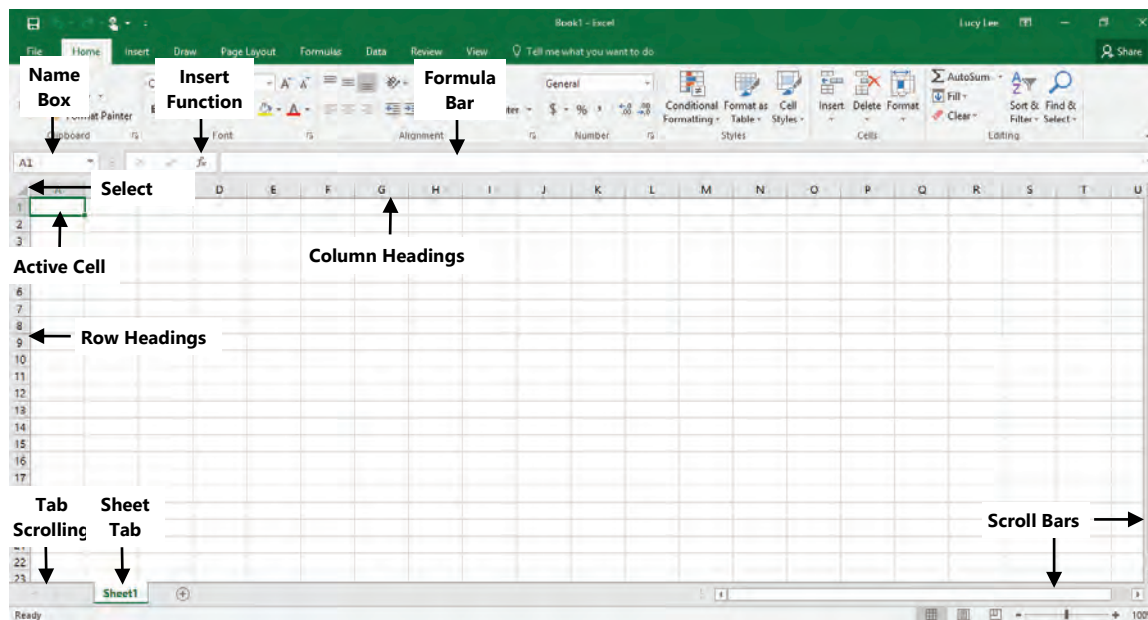 Book1 - Excel
Lucy Lee
File Home Insert Draw Page Layout Formulas Data Review View Tell me what you want to do Share
Name Box
Insert Function
Formula Bar
Format Painter
General
$ % ,
Conditional Formatting
Format as Table
Cell Styles
Insert Delete Format
AutoSum
Fill
Clear
Sort & Filter
Find & Select
Clipboard Font Alignment Number Styles Cells Editing
A1 fx
Select
D E F G H I J K L M N O P Q R S T U
1
2
3
Active Cell
Column Headings
6
7
8
9
Row Headings
10
11
12
13
14
15
16
17
Tab Scrolling
Sheet Tab
Scroll Bars
22
23
Sheet1
Ready
100